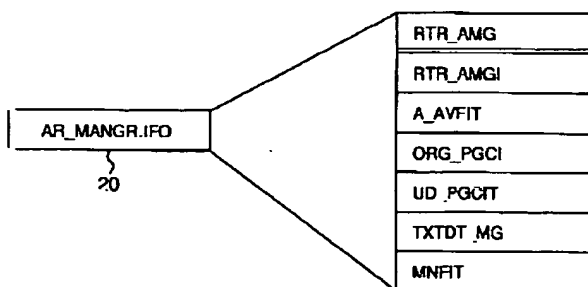 RTR_AMG
RTR_AMGI
AR_MANGR.IFO
A_AVFIT
ORG_PGCI
20
UD_PGCIT
TXTDT_MG
MNFIT